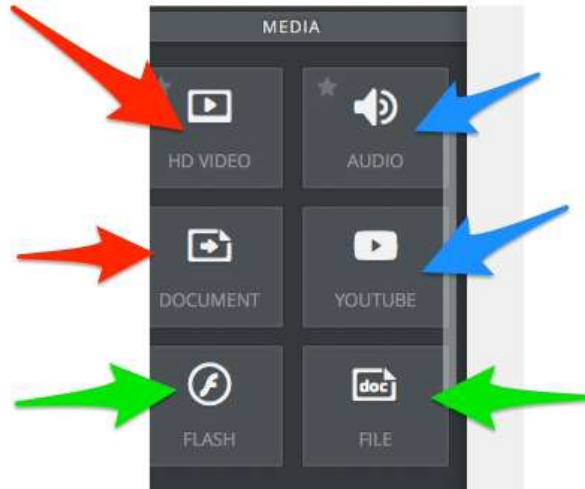 MEDIA
HD VIDEO
AUDIO
DOCUMENT
YOUTUBE
doc
FLASH
FILE